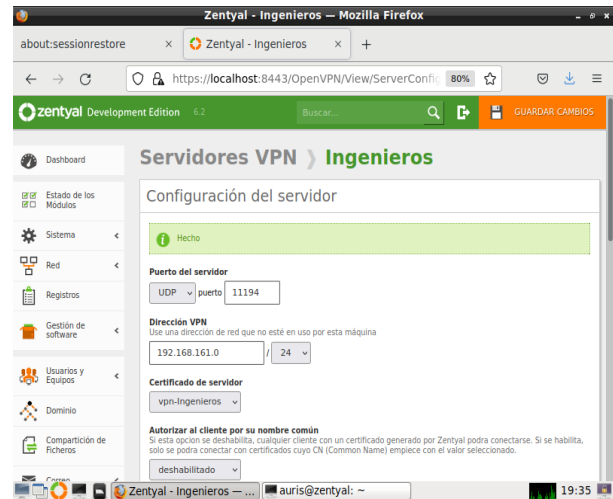 Zentyal - Ingenieros — Mozilla Firefox
about:sessionrestore
Zentyal - Ingenieros
https://localhost:8443/OpenVPN/View/ServerConfig
80%
zentyal Development Edition 6.2
Buscar...
GUARDAR CAMBIOS
Dashboard
Estado de los
Módulos
Sistema
Red
Registros
Gestión de
software
Usuarios y
Equipos
Dominio
Compartición de
Ficheros
Correo
Servidores VPN Ingenieros
Configuración del servidor
Hecho
Puerto del servidor
UDP puerto 11194
Dirección VPN
Use una dirección de red que no esté en uso por esta máquina
192.168.161.0 / 24
Certificado de servidor
vpn-Ingenieros
Autorizar al cliente por su nombre común
Si esta opcion se deshabilita, cualquier cliente con un certificado generado por Zentyal podra conectarse. Si se habilita,
solo se podra conectar con certificados cuyo CN (Common Name) empiece con el valor seleccionado.
deshabilitado
Zentyal - Ingenieros — ...
auris@zentyal: ~
19:35